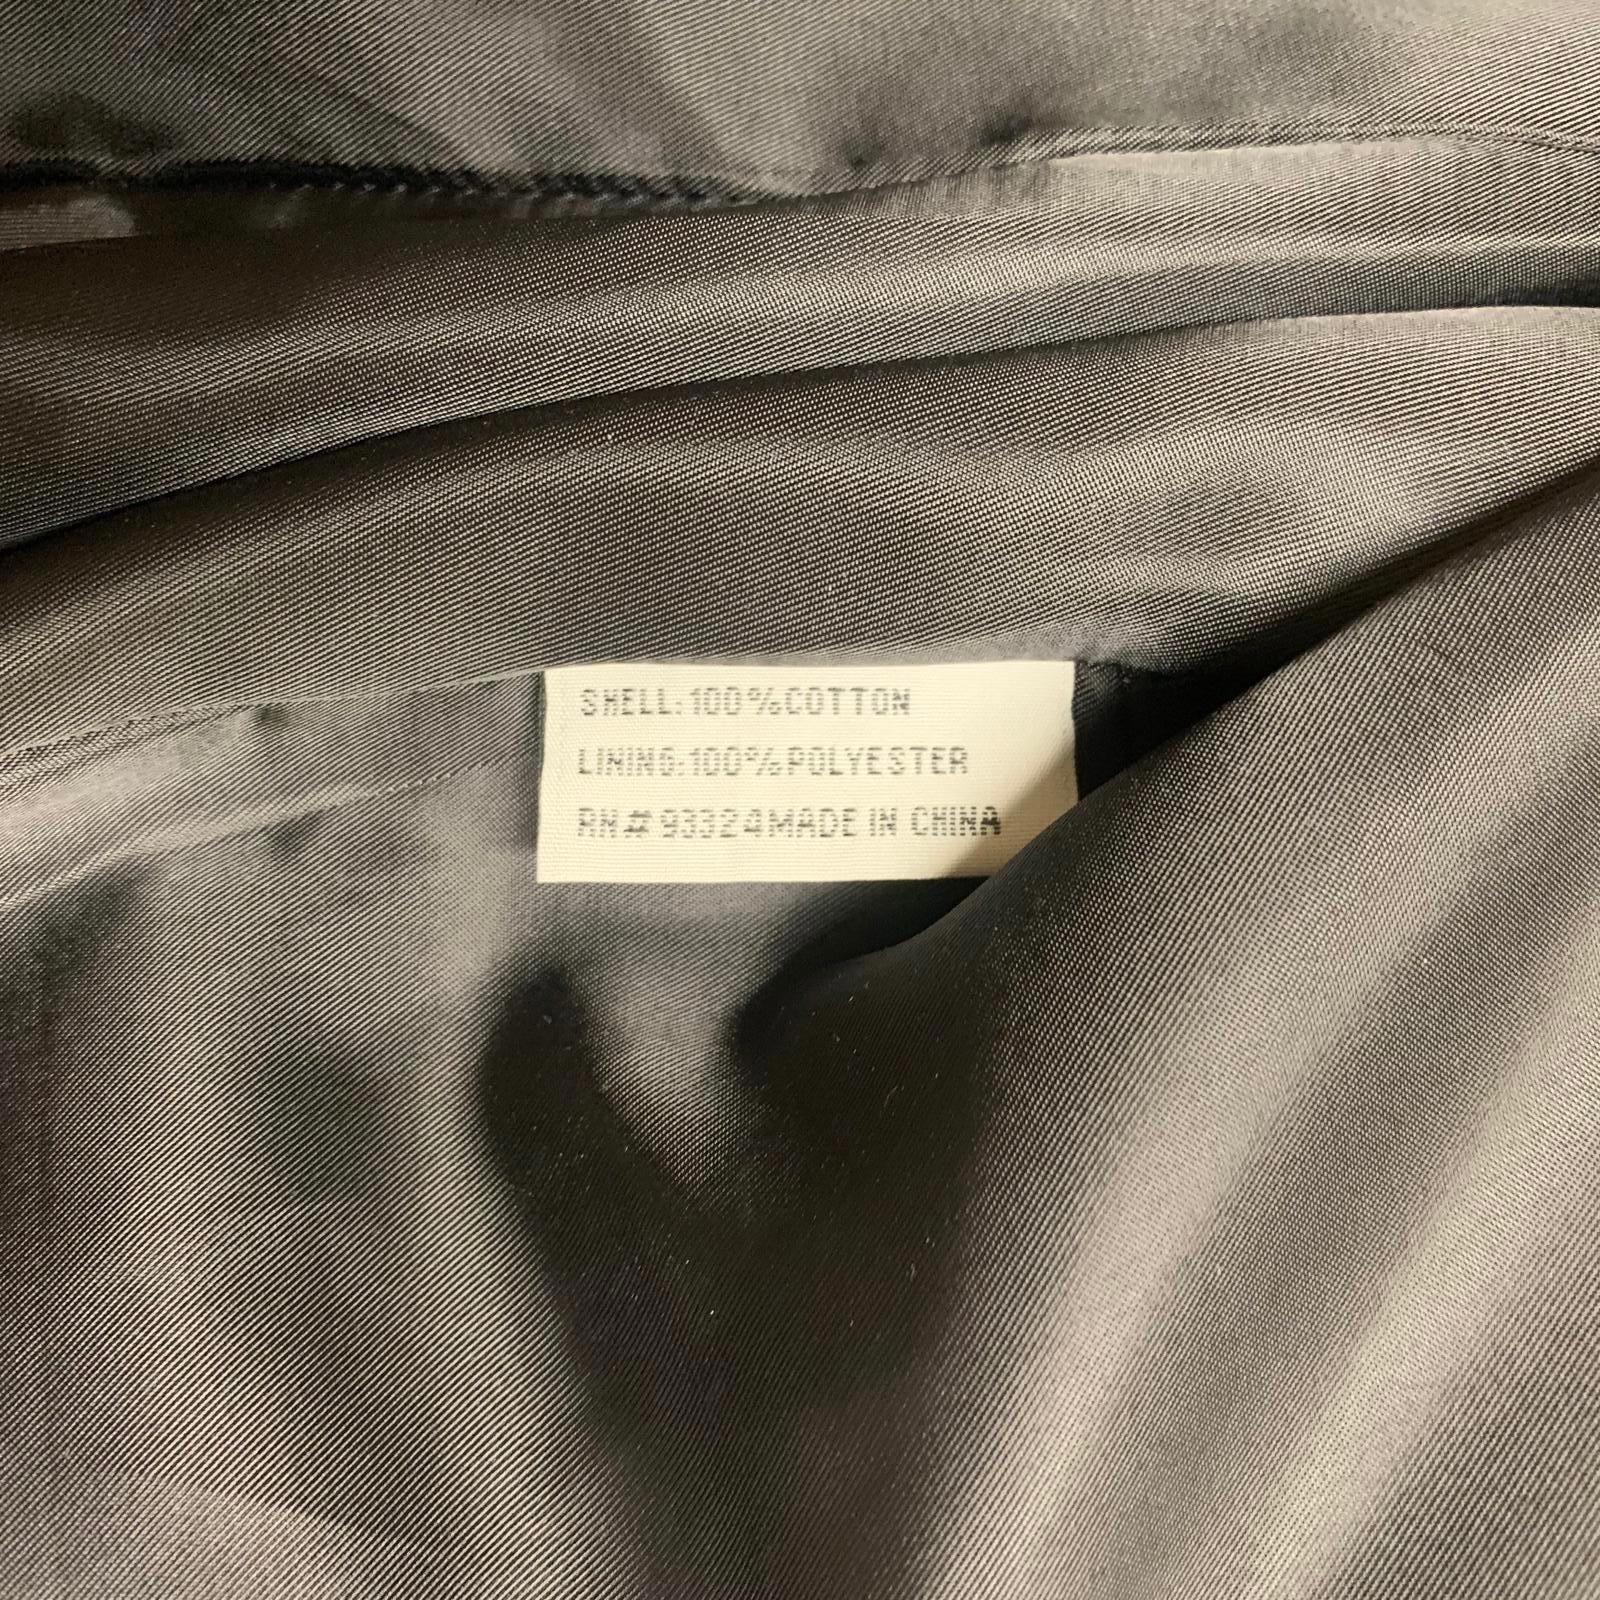 SHELL:100%COTTON
LINING:100%POLYESTER
RN#93324MADE IN CHINA